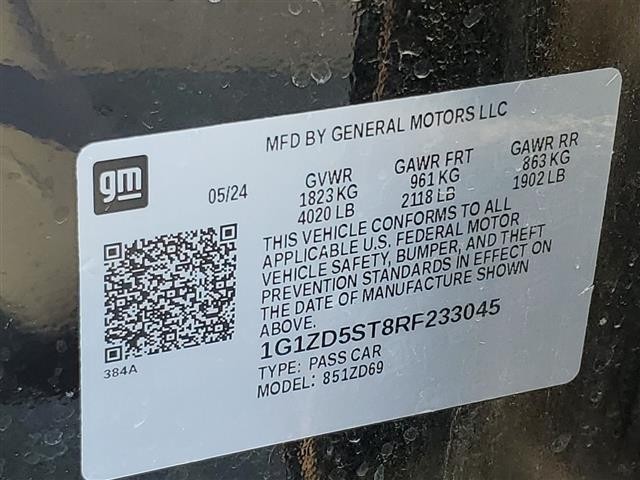 MFD BY GENERAL MOTORS LLC
gm
05/24 GVWR GAWR FRT GAWR RR
1823 KG 961 KG 863 KG
4020 LB 2118 LB 1902 LB
THIS VEHICLE CONFORMS TO ALL
APPLICABLE U.S. FEDERAL MOTOR
VEHICLE SAFETY, BUMPER, AND THEFT
PREVENTION STANDARDS IN EFFECT ON
THE DATE OF MANUFACTURE SHOWN
ABOVE.
1G1ZD5ST8RF233045
TYPE: PASS CAR
MODEL: 851ZD69
384A